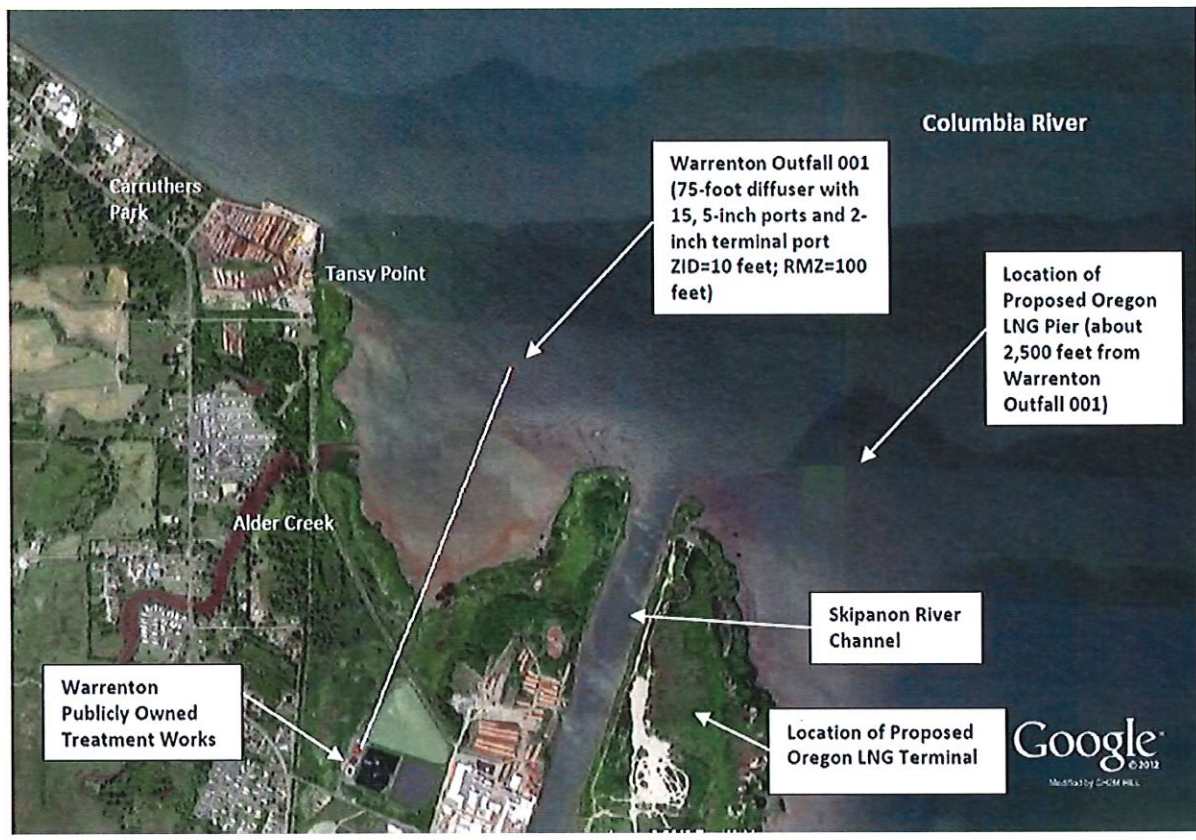 Columbia River
Warrenton Outfall 001
(75-foot diffuser with
15, 5-inch ports and 2-
inch terminal port
ZID=10 feet; RMZ=100
feet)
Carruthers
Park
Tansy Point
Location of
Proposed Oregon
LNG Pier (about
2,500 feet from
Warrenton
Outfall 001)
Alder Creek
Skipanon River
Channel
Warrenton
Publicly Owned
Treatment Works
Location of Proposed
Oregon LNG Terminal
Google
© 2012
Modified by CH2M HILL